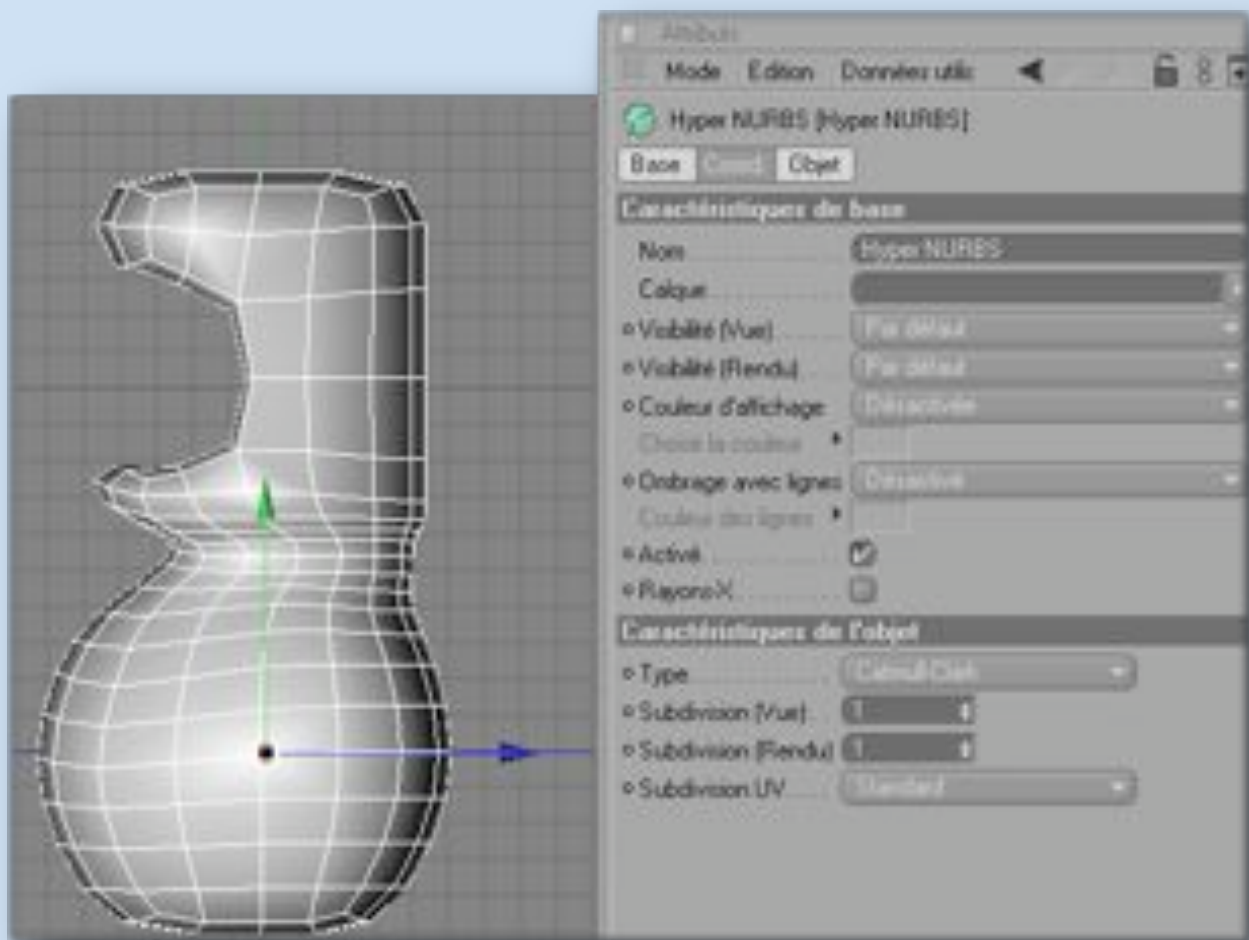 Attributs
Mode Edition Données utilis
Hyper NURBS [Hyper NURBS]
Base Coord. Objet
Caractéristiques de base
Nom Hyper NURBS
Calque
Visibilité (Vue) Par défaut
Visibilité (Rendu) Par défaut
Couleur d'affichage Désactivée
Choisir la couleur
Ombrage avec lignes Désactivé
Couleur des lignes
Activé
Rayons-X
Caractéristiques de l'objet
Type Catmull-Clark
Subdivision (Vue) 1
Subdivision (Rendu) 1
Subdivision UV Standard